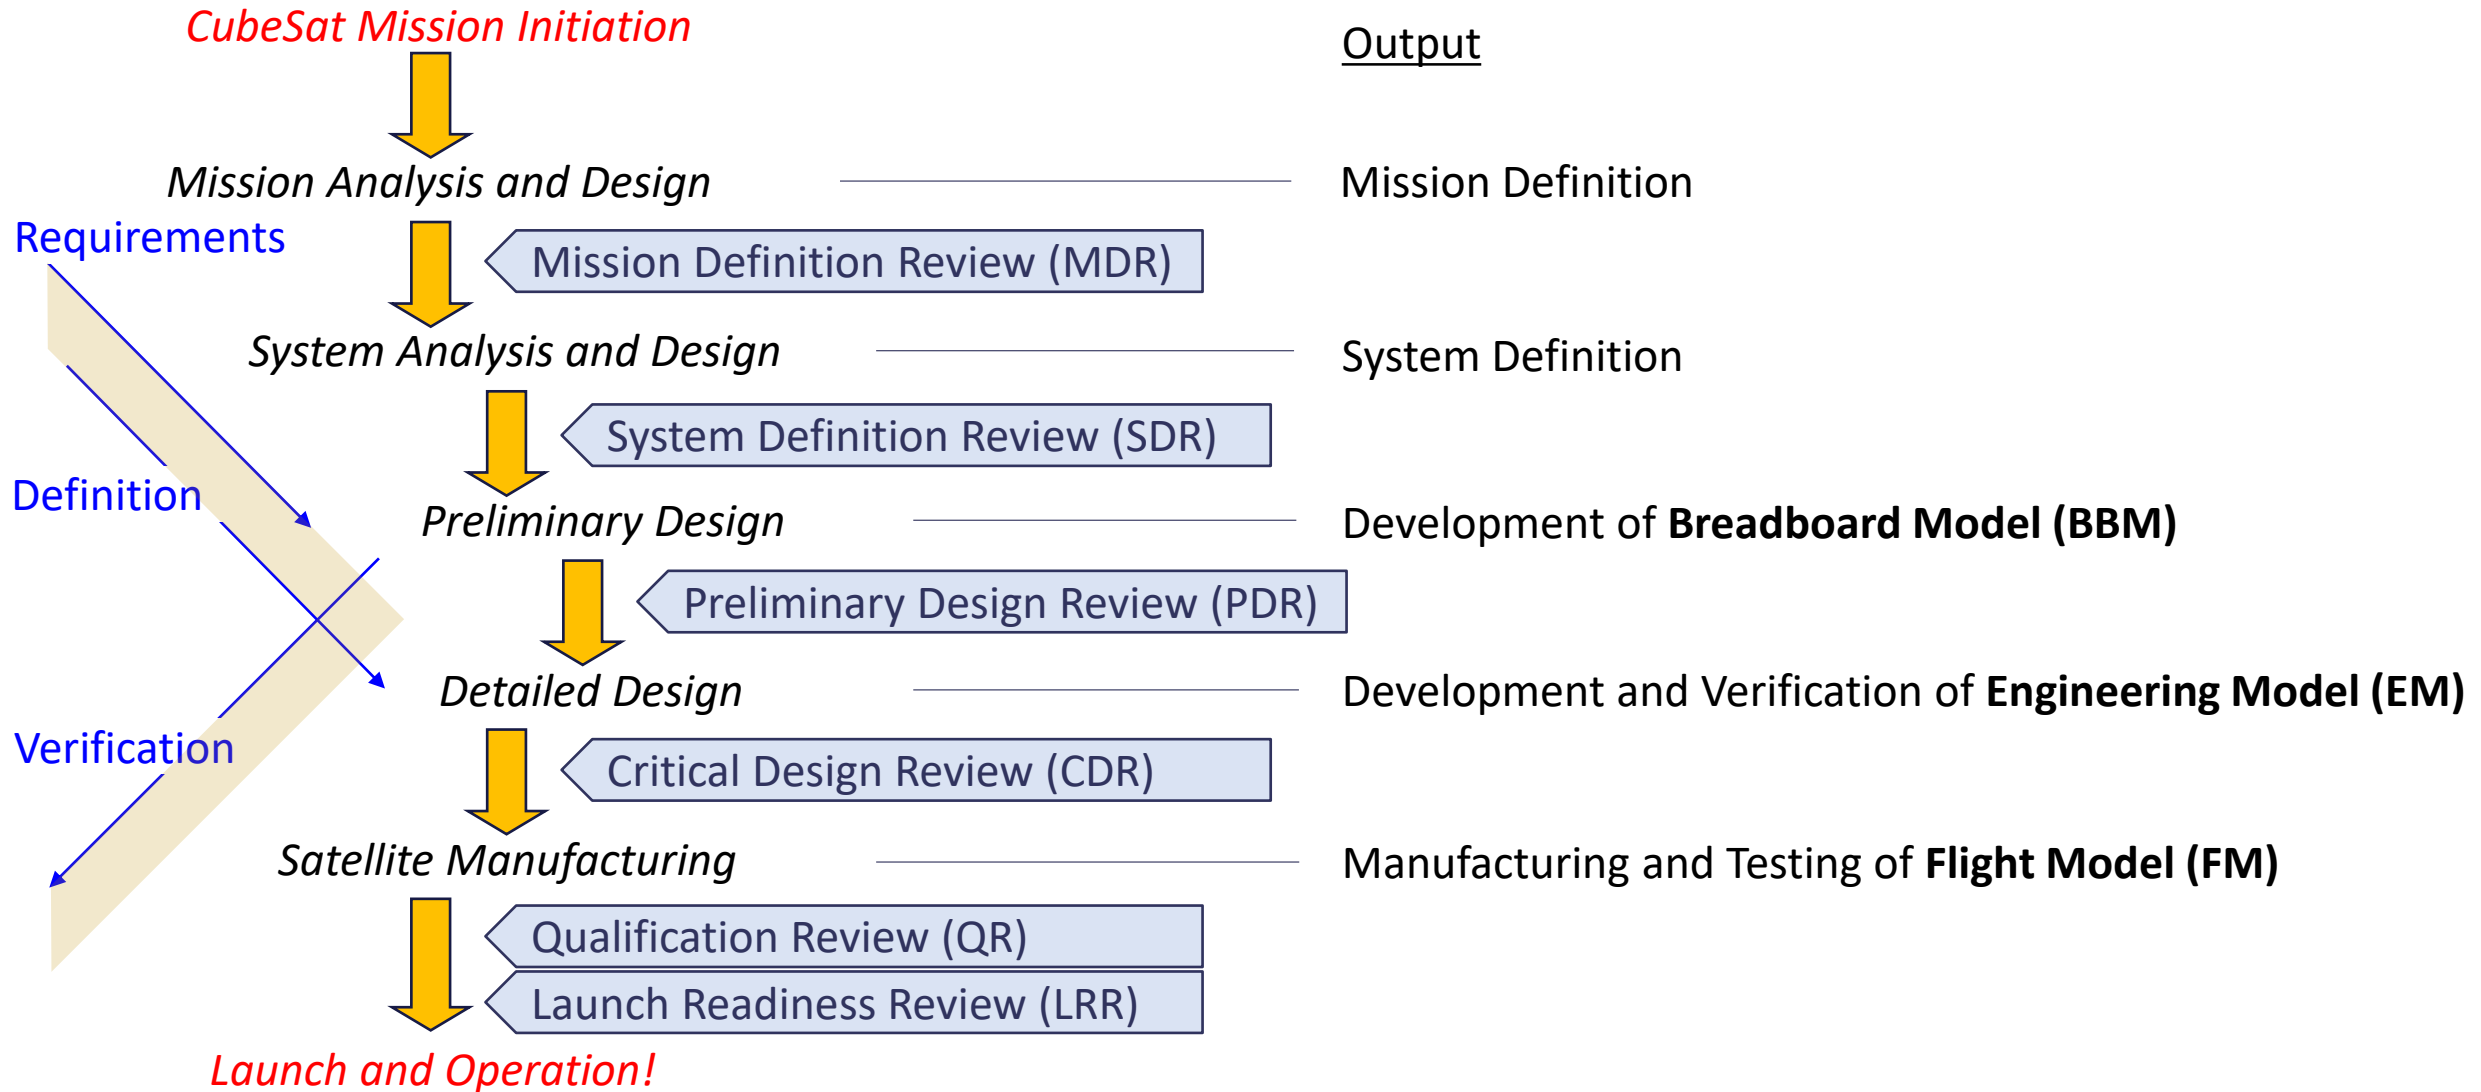 CubeSat Mission Initiation
Output
Mission Analysis and Design
Mission Definition
Requirements
Mission Definition Review (MDR)
System Analysis and Design
System Definition
System Definition Review (SDR)
Definition
Preliminary Design
Development of Breadboard Model (BBM)
Preliminary Design Review (PDR)
Detailed Design
Development and Verification of Engineering Model (EM)
Verification
Critical Design Review (CDR)
Satellite Manufacturing
Manufacturing and Testing of Flight Model (FM)
Qualification Review (QR)
Launch Readiness Review (LRR)
Launch and Operation!